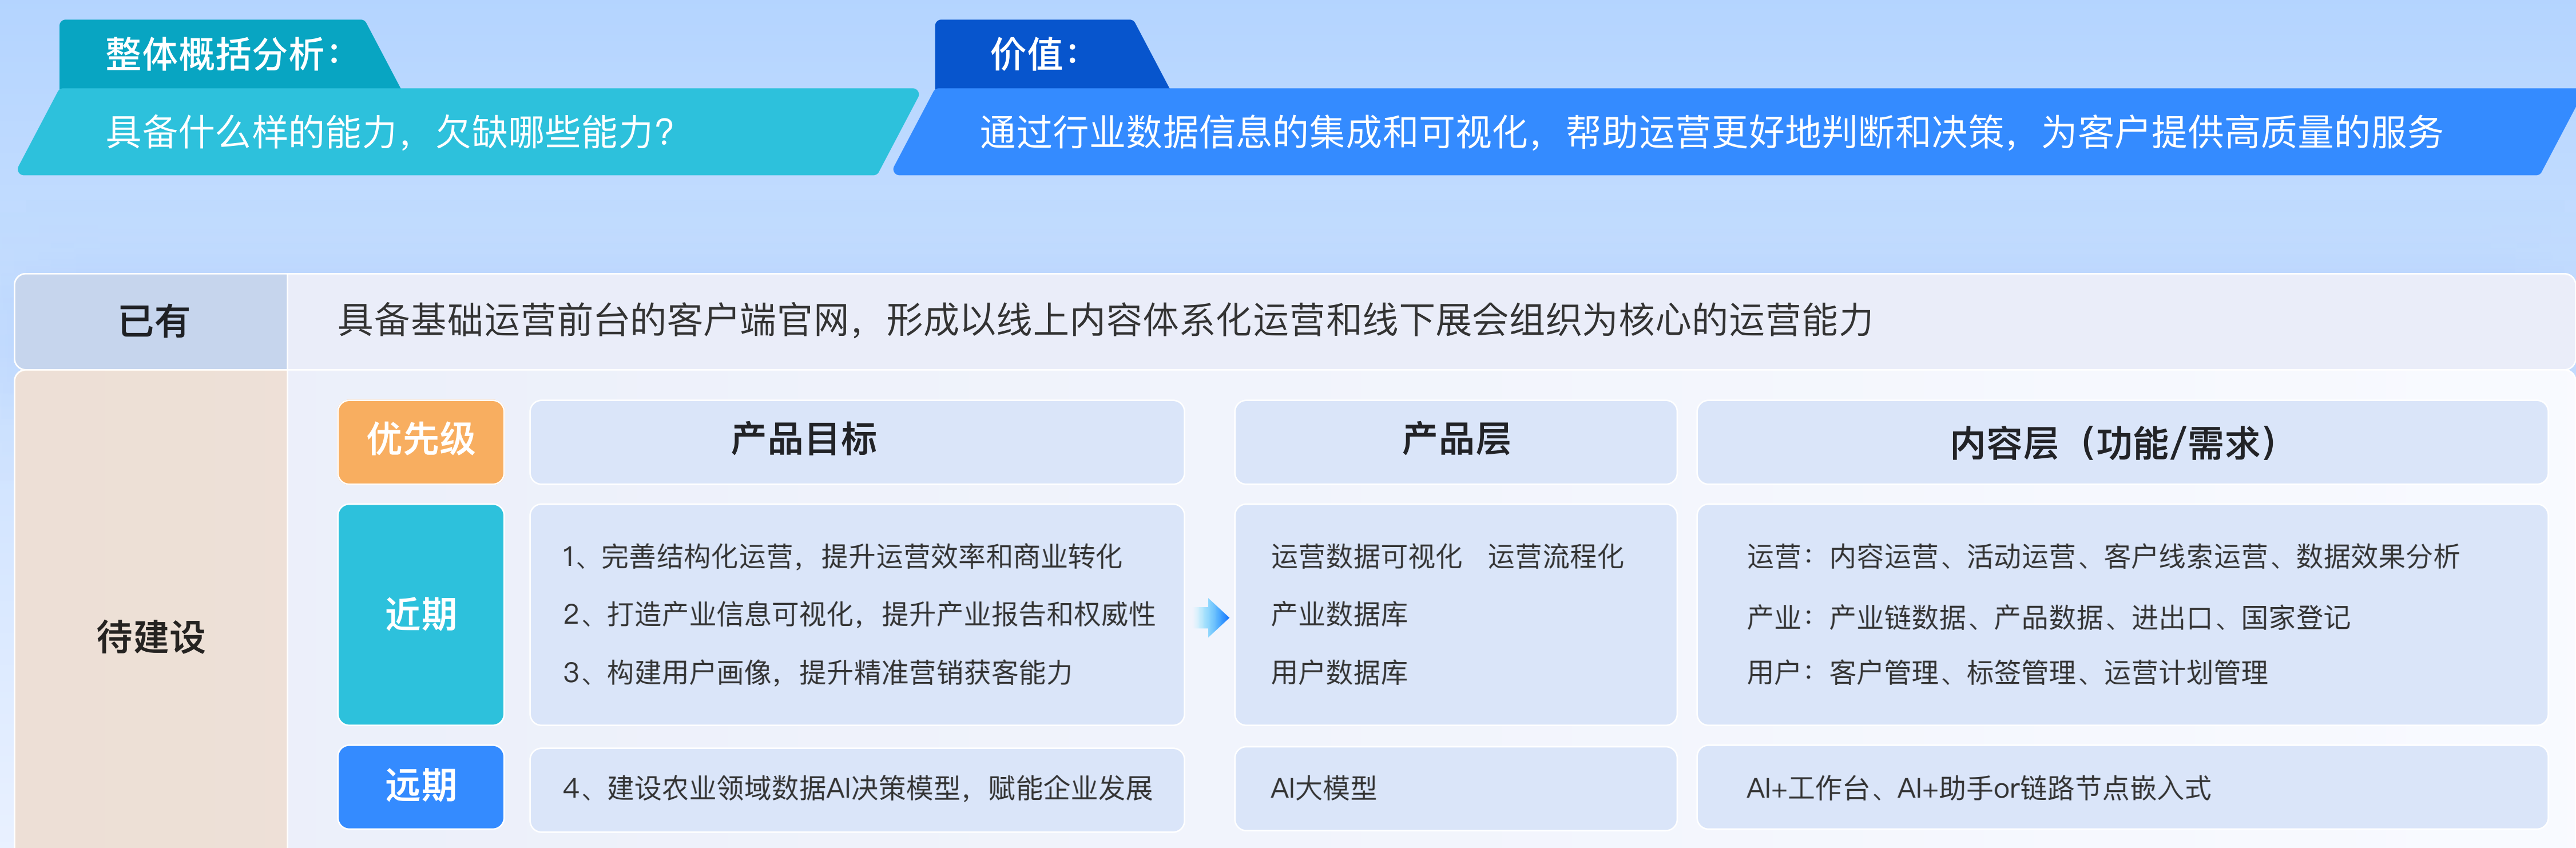 整体概括分析：
具备什么样的能力，欠缺哪些能力？
价值：
通过行业数据信息的集成和可视化，帮助运营更好地判断和决策，为客户提供高质量的服务
已有
具备基础运营前台的客户端官网，形成以线上内容体系化运营和线下展会组织为核心的运营能力
待建设
优先级
产品目标
产品层
内容层（功能/需求）
近期
1、完善结构化运营，提升运营效率和商业转化
2、打造产业信息可视化，提升产业报告和权威性
3、构建用户画像，提升精准营销获客能力
运营数据可视化 运营流程化
产业数据库
用户数据库
运营：内容运营、活动运营、客户线索运营、数据效果分析
产业：产业链数据、产品数据、进出口、国家登记
用户：客户管理、标签管理、运营计划管理
远期
4、建设农业领域数据AI决策模型，赋能企业发展
AI大模型
AI+工作台、AI+助手or链路节点嵌入式